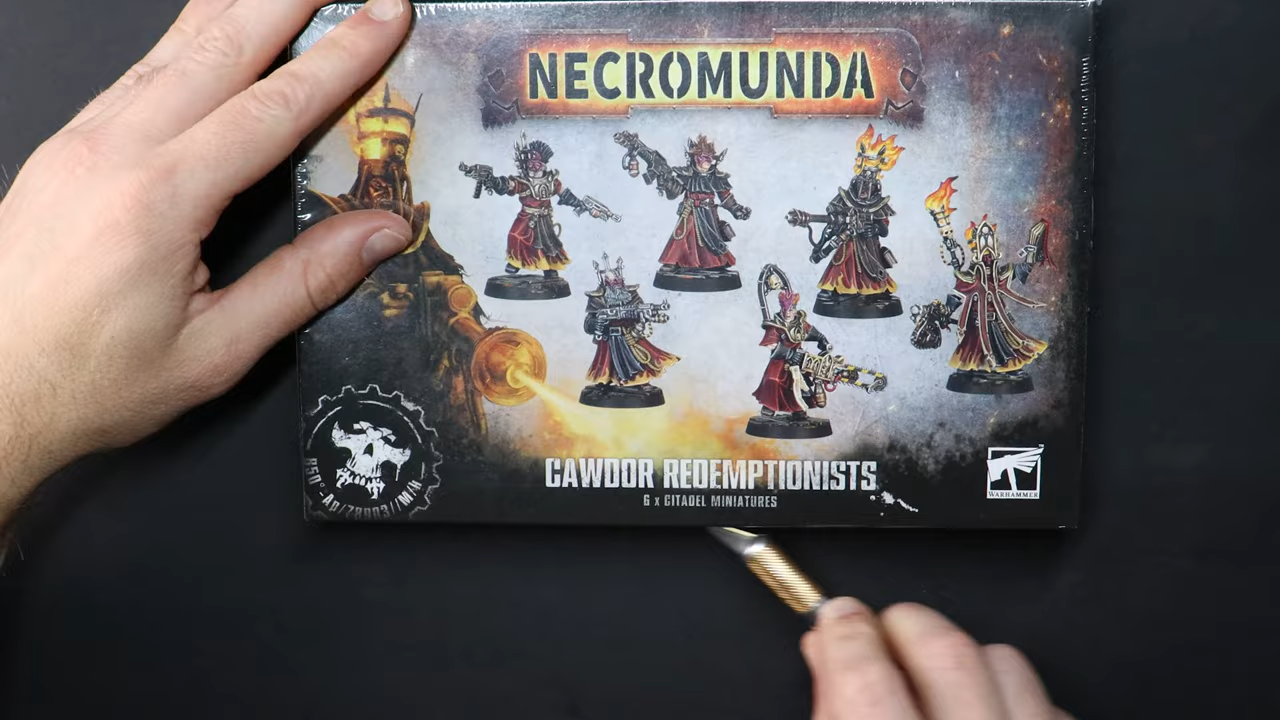 NECROMUNDA
CAWDOR REDEMPTIONISTS
6 x CITADEL MINIATURES
WARHAMMER